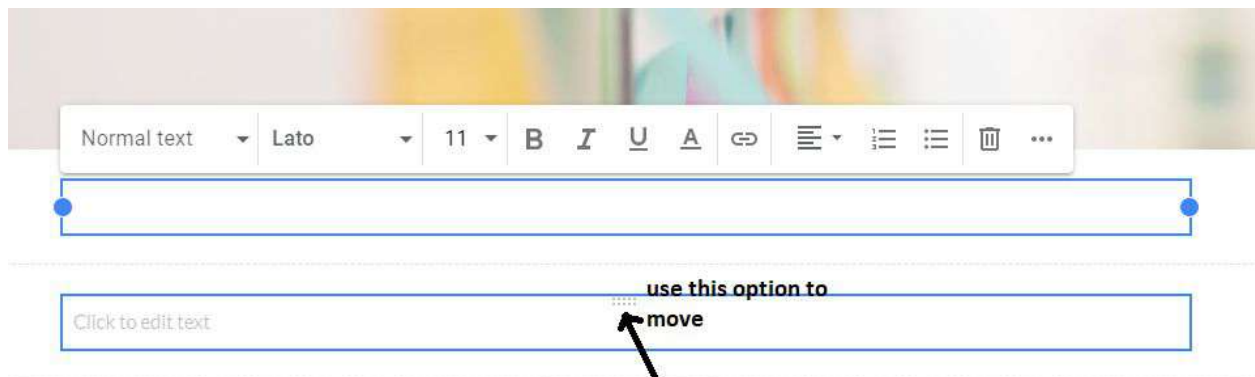 Normal text Lato 11 B I U A
use this option to
Click to edit text
move